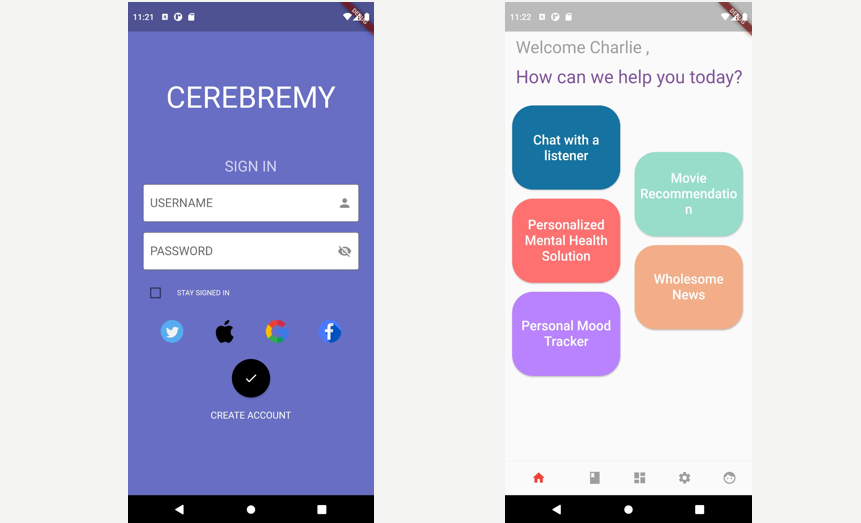 11:21
DEBUG
CEREBREMY
SIGN IN
USERNAME
PASSWORD
STAY SIGNED IN
CREATE ACCOUNT
11:22
DEBUG
Welcome Charlie ,
How can we help you today?
Chat with a
listener
Movie
Recommendatio
n
Personalized
Mental Health
Solution
Wholesome
News
Personal Mood
Tracker